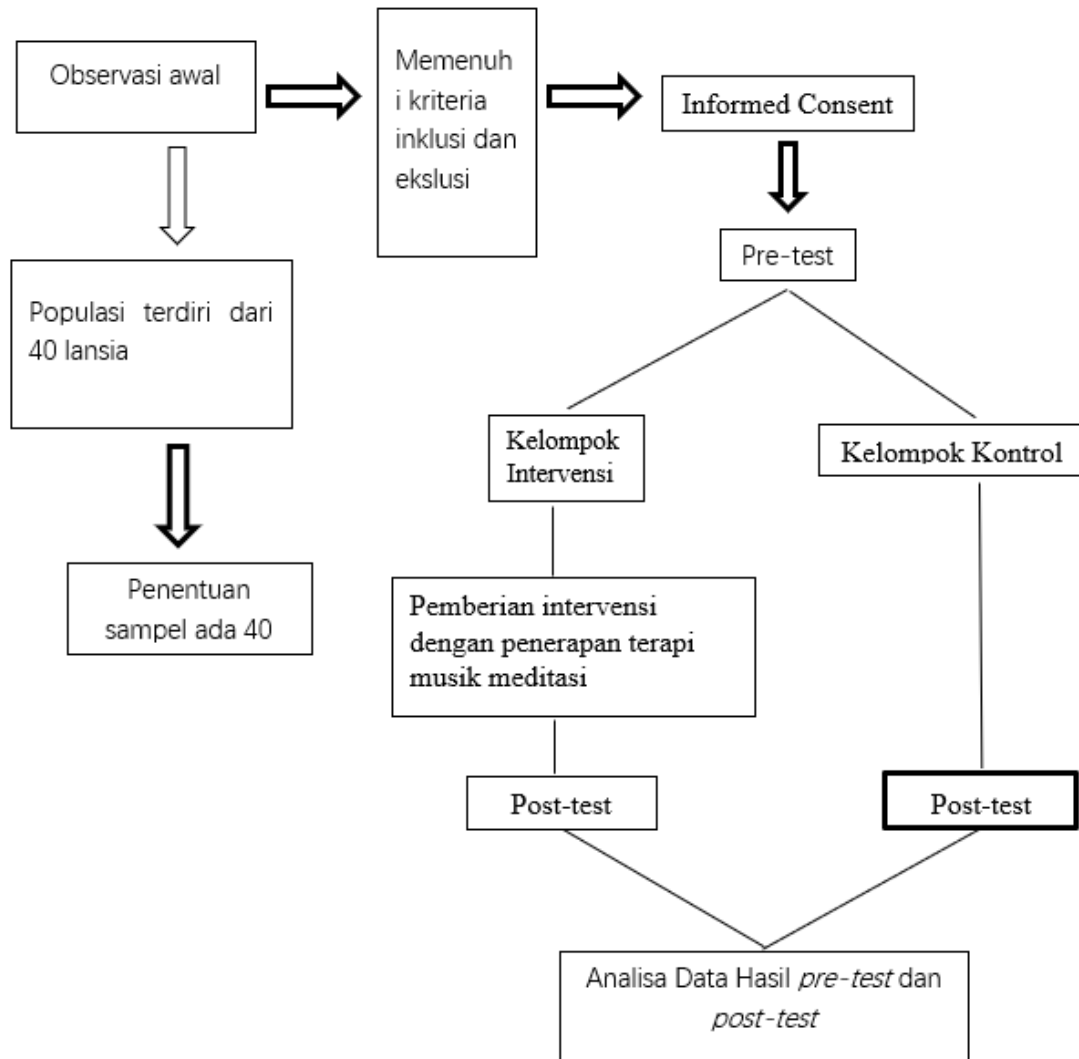 Observasi awal
Memenuh
i kriteria
inklusi dan
ekslusi
Informed Consent
Populasi terdiri dari
40 lansia
Pre-test
Kelompok
Intervensi
Kelompok Kontrol
Penentuan
sampel ada 40
Pemberian intervensi
dengan penerapan terapi
musik meditasi
Post-test
Post-test
Analisa Data Hasil pre-test dan
post-test